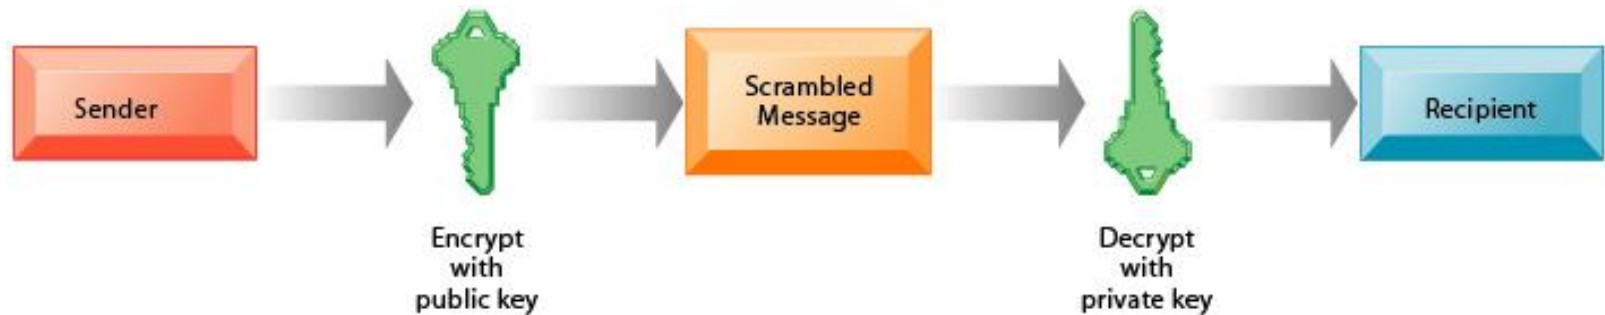 Sender
Encrypt
with
public key
Scrambled
Message
Decrypt
with
private key
Recipient